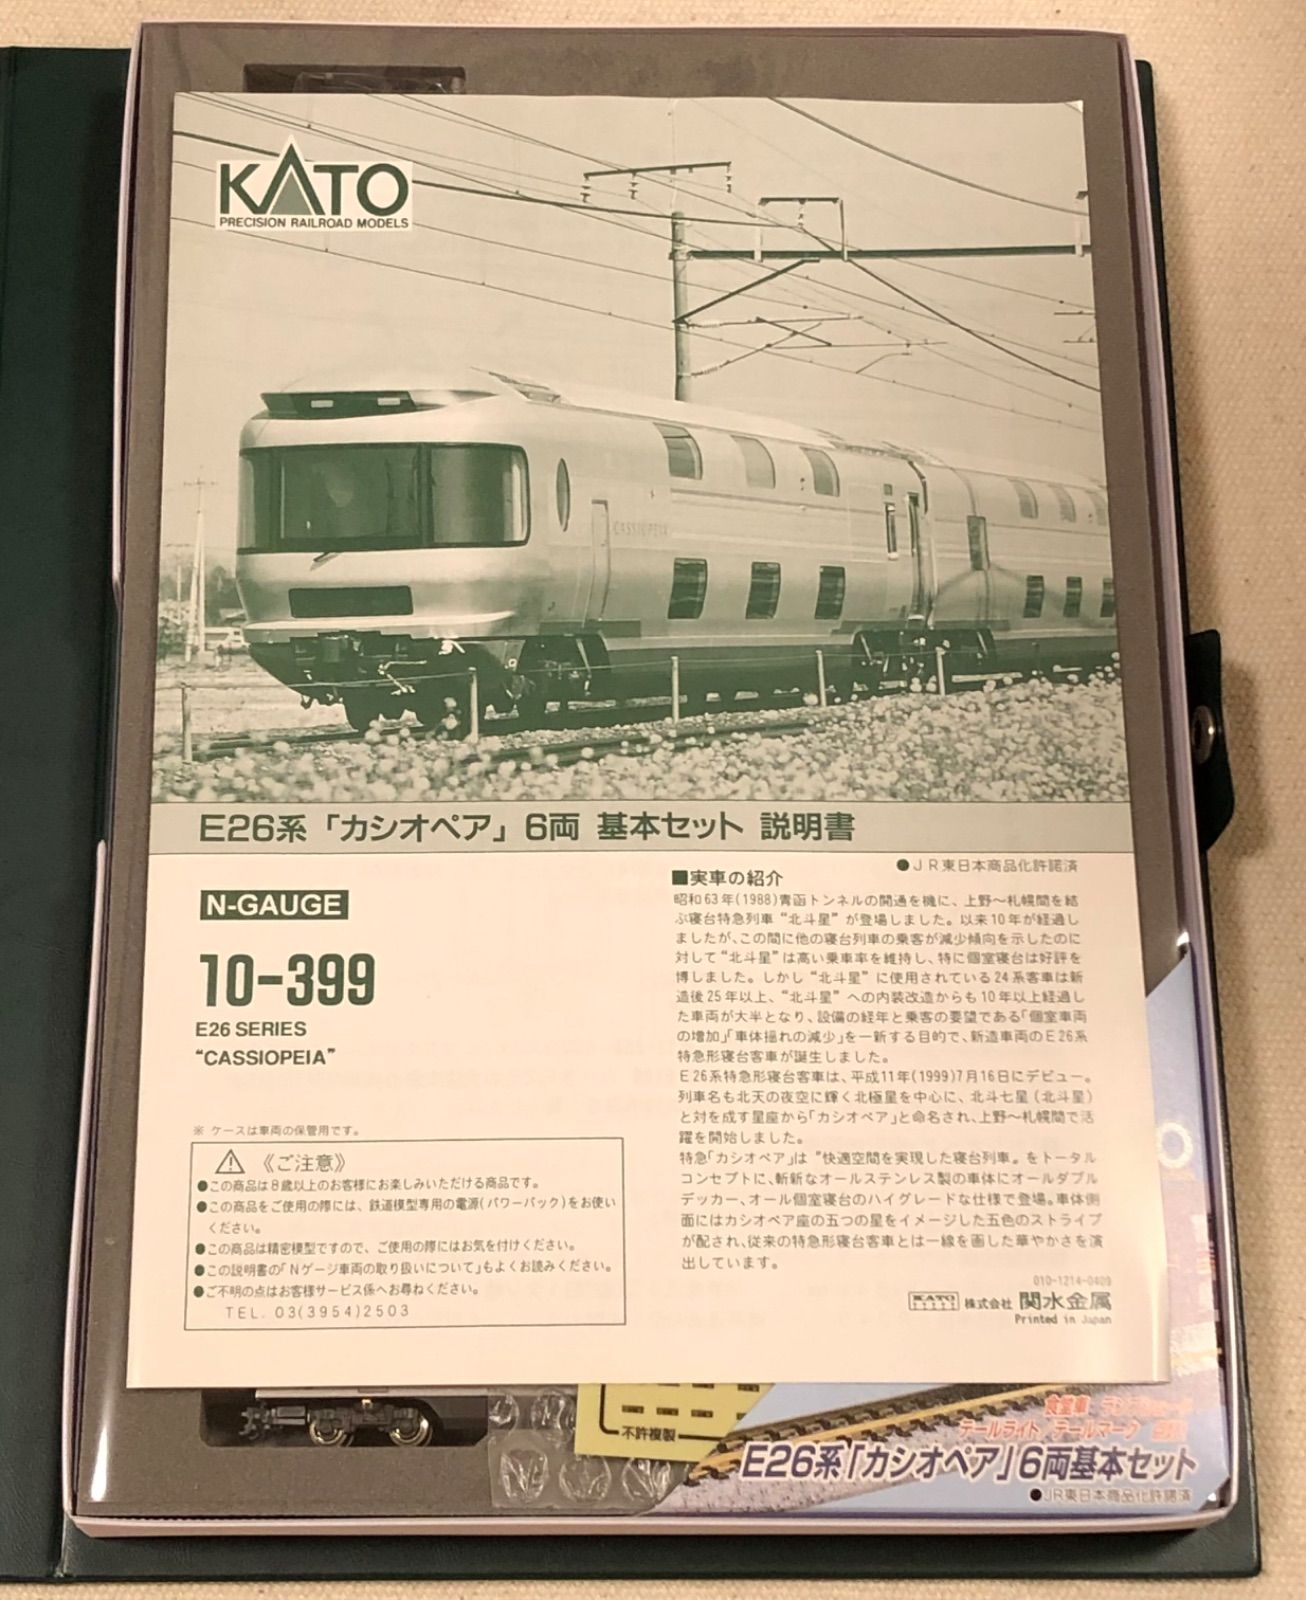 KATO
PRECISION RAILROAD MODELS
CASSIOPEIA
E26系「カシオペア」6両 基本セット 説明書
●JR東日本商品化許諾済
N-GAUGE
10-399
E26 SERIES
“CASSIOPEIA”
※ ケースは車両の保管用です。
⚠《ご注意》
●この商品は8歳以上のお客様にお楽しみいただける商品です。
●この商品をご使用の際には、鉄道模型専用の電源(パワーパック)をお使い
ください。
●この商品は精密模型ですので、ご使用の際にはお気を付けください。
●この説明書の「Nゲージ車両の取り扱いについて」もよくお読みください。
●ご不明の点はお客様サービス係へお尋ねください。
TEL. 03(3954)2503
■実車の紹介
昭和63年(1988)青函トンネルの開通を機に、上野〜札幌間を結
ぶ寝台特急列車“北斗星”が登場しました。以来10年が経過し
ましたが、この間に他の寝台列車の乗客が減少傾向を示したのに
対して“北斗星”は高い乗車率を維持し、特に個室寝台は好評を
博しました。しかし“北斗星”に使用されている24系客車は新
造後25年以上、“北斗星”への内装改造からも10年以上経過し
た車両が大半となり、設備の経年と乗客の要望である「個室車両
の増加」「車体揺れの減少」を一新する目的で、新造車両のE26系
特急形寝台客車が誕生しました。
E26系特急形寝台客車は、平成11年(1999)7月16日にデビュー。
列車名も北天の夜空に輝く北極星を中心に、北斗七星(北斗星)
と対を成す星座から「カシオペア」と命名され、上野〜札幌間で活
躍を開始しました。
特急「カシオペア」は“快適空間を実現した寝台列車”をトータル
コンセプトに、斬新なオールステンレス製の車体にオールダブル
デッカー、オール個室寝台のハイグレードな仕様で登場。車体側
面にはカシオペア座の五つの星をイメージした五色のストライプ
が配され、従来の特急形寝台客車とは一線を画した華やかさを演
出しています。
010-1214-0409
KATO 株式会社 関水金属
Printed in Japan
不許複製
食堂車
テールライト テールマーク
E26系「カシオペア」6両基本セット
●JR東日本商品化許諾済